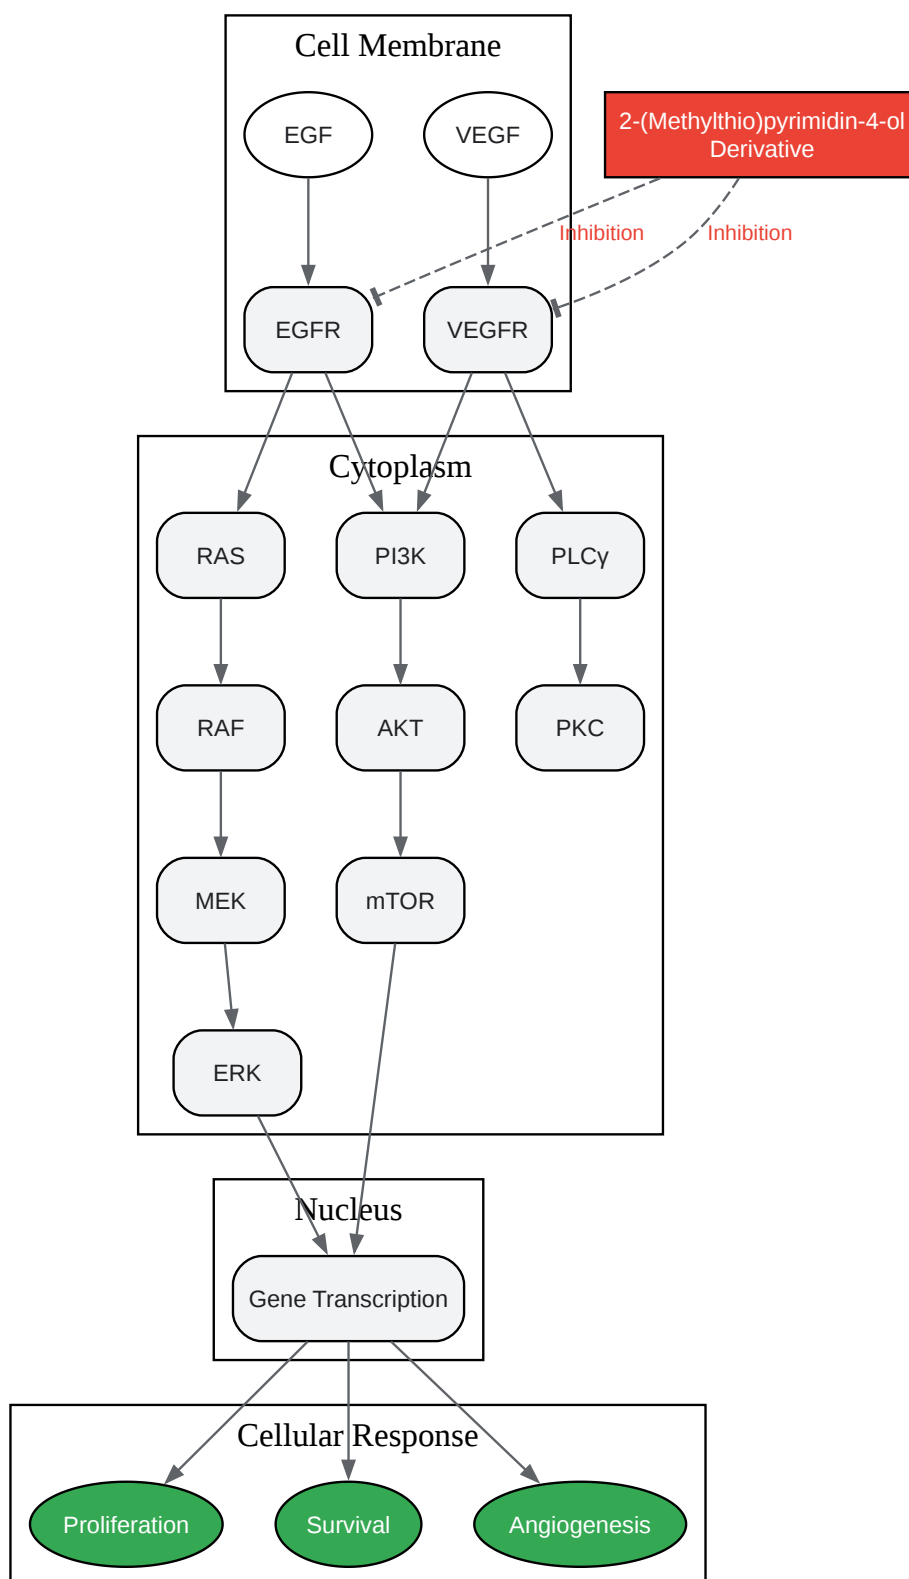 Cell Membrane
EGF
VEGF
2-(Methylthio)pyrimidin-4-ol
Derivative
Inhibition
Inhibition
EGFR
VEGFR
Cytoplasm
RAS
PI3K
PLCγ
RAF
AKT
PKC
MEK
mTOR
ERK
Nucleus
Gene Transcription
Cellular Response
Proliferation
Survival
Angiogenesis